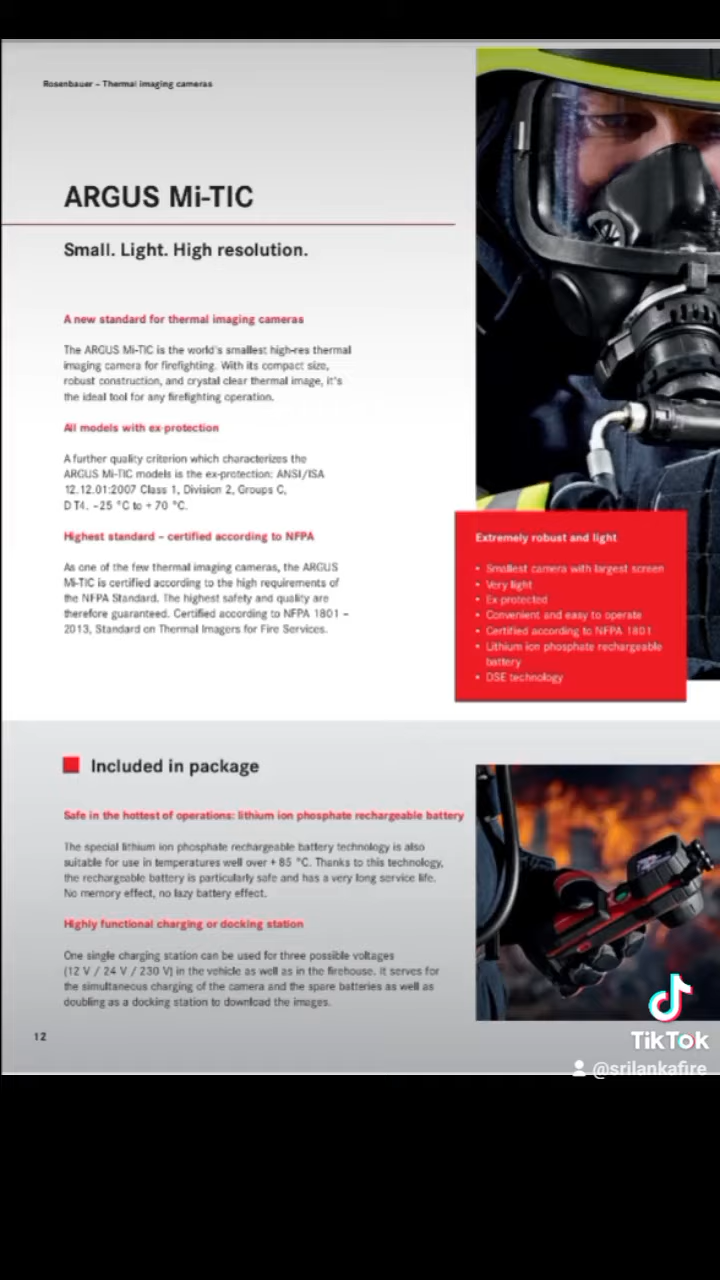 Rosenbauer – Thermal imaging cameras
ARGUS Mi-TIC
Small. Light. High resolution.
A new standard for thermal imaging cameras
The ARGUS Mi-TIC is the world's smallest high-res thermal
imaging camera for firefighting. With its compact size,
robust construction, and crystal clear thermal image, it's
the ideal tool for any firefighting operation.
All models with ex-protection
A further quality criterion which characterizes the
ARGUS Mi-TIC models is the ex-protection: ANSI/ISA
12.12.01:2007 Class 1, Division 2, Groups C,
D T4. –25 °C to +70 °C.
Highest standard – certified according to NFPA
As one of the few thermal imaging cameras, the ARGUS
Mi-TIC is certified according to the high requirements of
the NFPA Standard. The highest safety and quality are
therefore guaranteed. Certified according to NFPA 1801 –
2013, Standard on Thermal Imagers for Fire Services.
Extremely robust and light
• Smallest camera with largest screen
• Very light
• Ex-protected
• Convenient and easy to operate
• Certified according to NFPA 1801
• Lithium ion phosphate rechargeable
battery
• DSE technology
Included in package
Safe in the hottest of operations: lithium ion phosphate rechargeable battery
The special lithium ion phosphate rechargeable battery technology is also
suitable for use in temperatures well over +85 °C. Thanks to this technology,
the rechargeable battery is particularly safe and has a very long service life.
No memory effect, no lazy battery effect.
Highly functional charging or docking station
One single charging station can be used for three possible voltages
(12 V / 24 V / 230 V) in the vehicle as well as in the firehouse. It serves for
the simultaneous charging of the camera and the spare batteries as well as
doubling as a docking station to download the images.
12
TikTok
@srilankafire